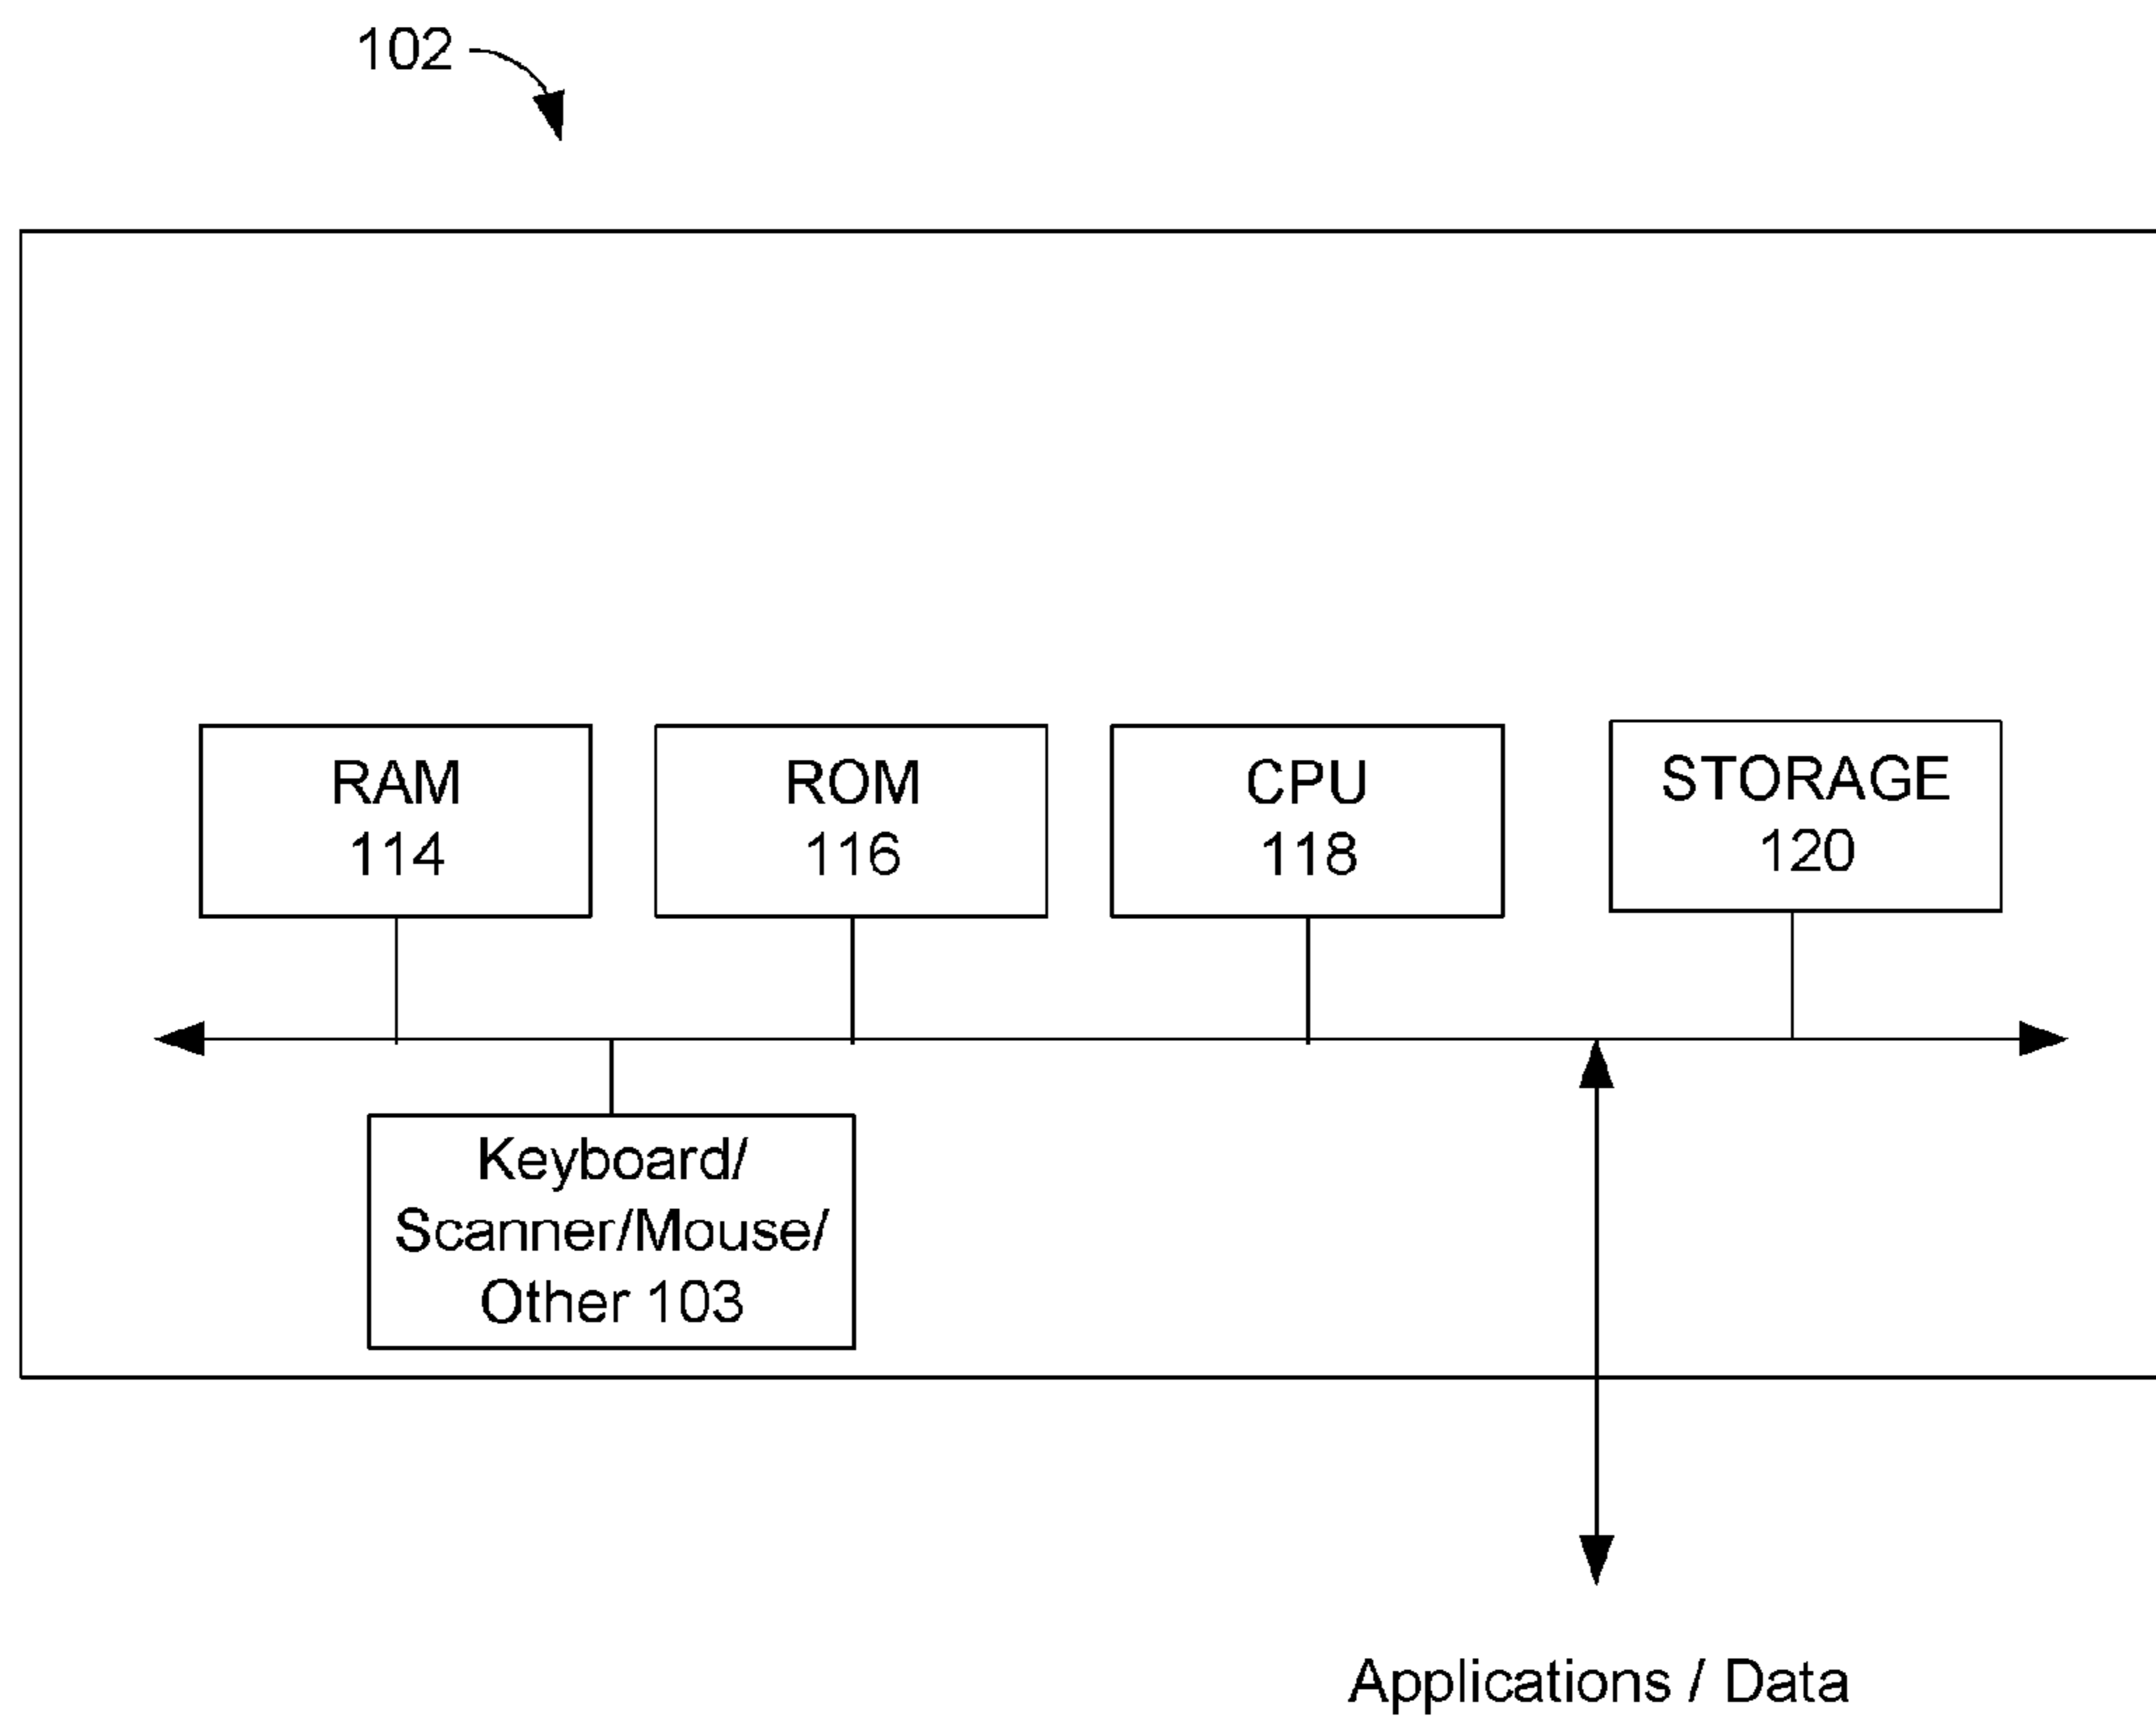 102
RAM
114
ROM
116
CPU
118
STORAGE
120
Keyboard/
Scanner/Mouse/
Other 103
Applications / Data